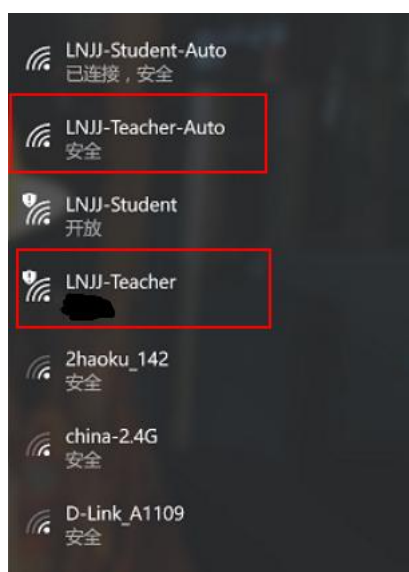 LNJJ-Student-Auto
已连接，安全
LNJJ-Teacher-Auto
安全
LNJJ-Student
开放
LNJJ-Teacher
2haoku_142
安全
china-2.4G
安全
D-Link_A1109
安全